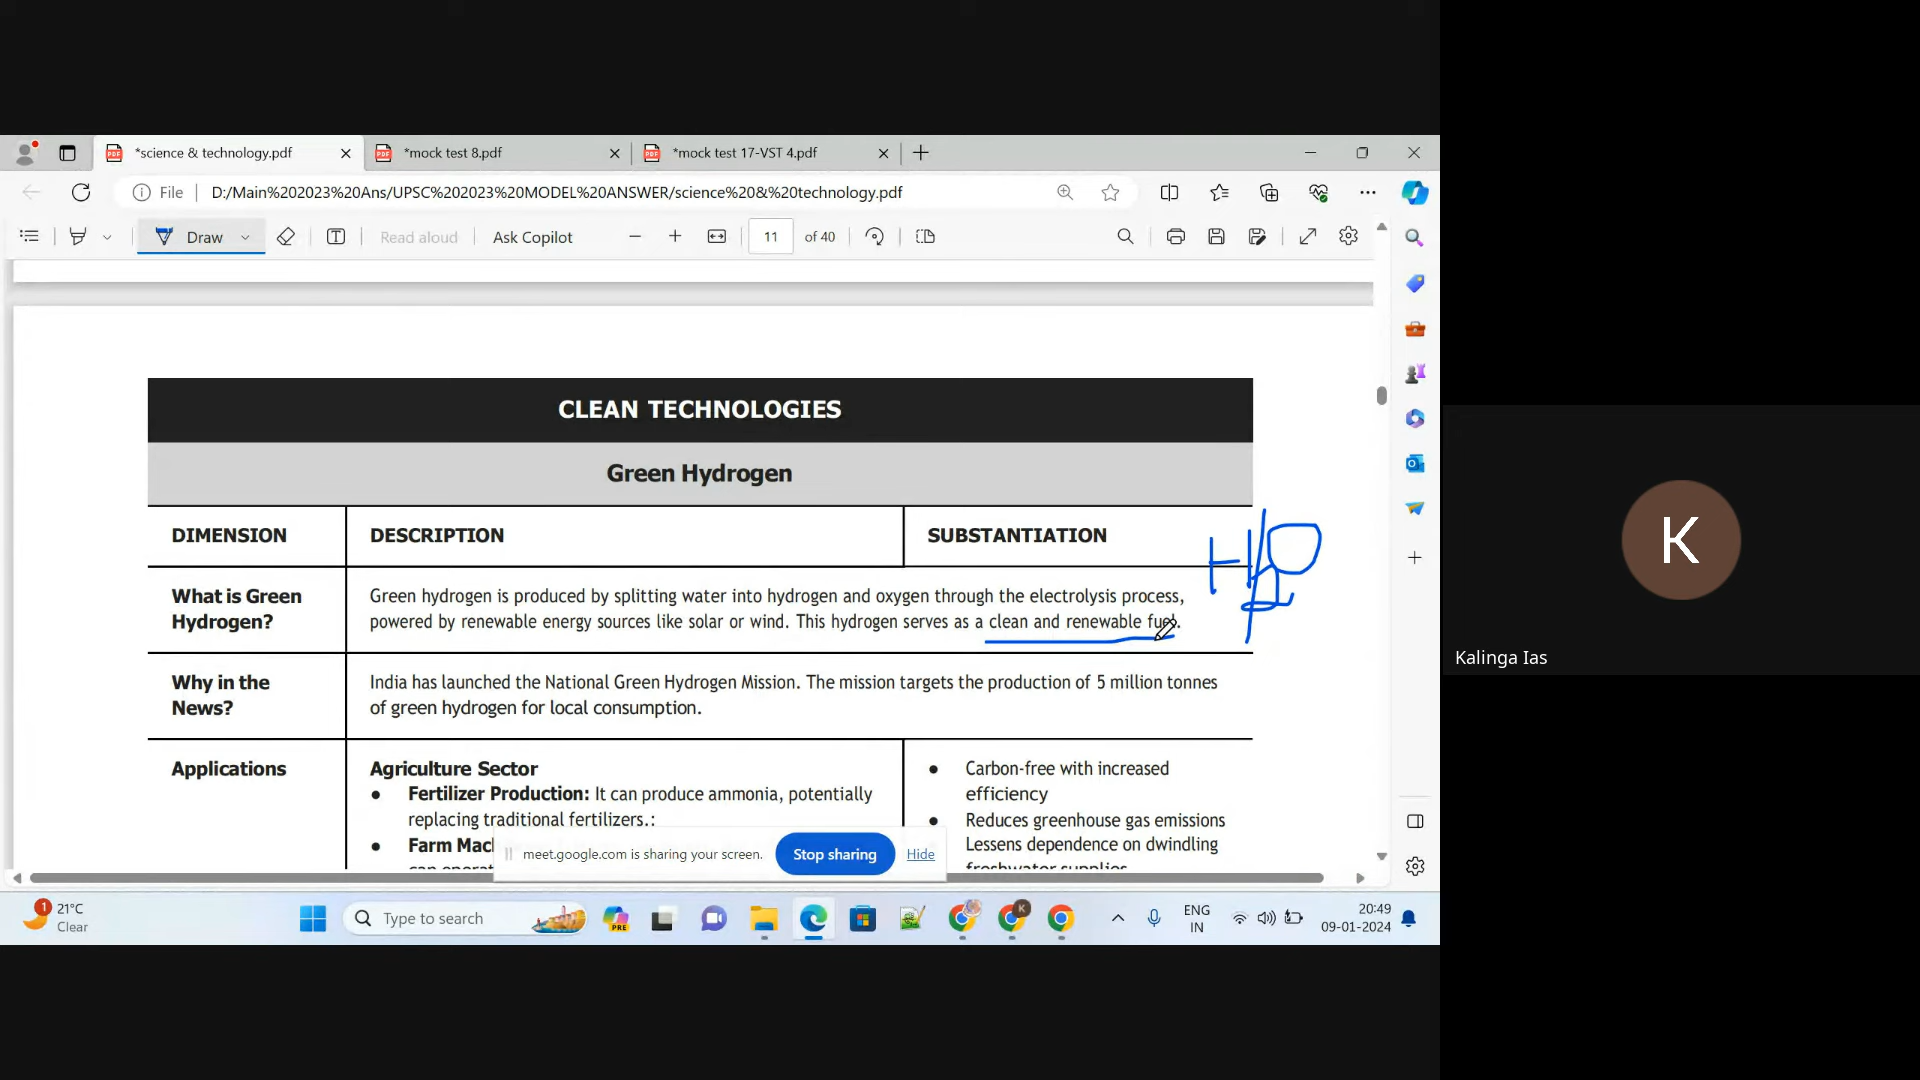 *science & technology.pdf
*mock test 8.pdf
*mock test 17-VST 4.pdf
File
D:/Main%202023%20Ans/UPSC%202023%20MODEL%20ANSWER/science%20&%20technology.pdf
Draw
Read aloud
Ask Copilot
11 of 40
CLEAN TECHNOLOGIES
Green Hydrogen
DIMENSION
DESCRIPTION
SUBSTANTIATION
H2O
What is Green
Hydrogen?
Green hydrogen is produced by splitting water into hydrogen and oxygen through the electrolysis process,
powered by renewable energy sources like solar or wind. This hydrogen serves as a clean and renewable fuel.
Why in the
News?
India has launched the National Green Hydrogen Mission. The mission targets the production of 5 million tonnes
of green hydrogen for local consumption.
Applications
Agriculture Sector
• Fertilizer Production: It can produce ammonia, potentially
replacing traditional fertilizers.:
• Farm
• Carbon-free with increased
efficiency
• Reduces greenhouse gas emissions
Lessens dependence on dwindling
freshwater supplies
meet.google.com is sharing your screen.
Stop sharing
Hide
K
Kalinga Ias
1
21°C
Clear
Type to search
PRE
K
ENG
IN
20:49
09-01-2024